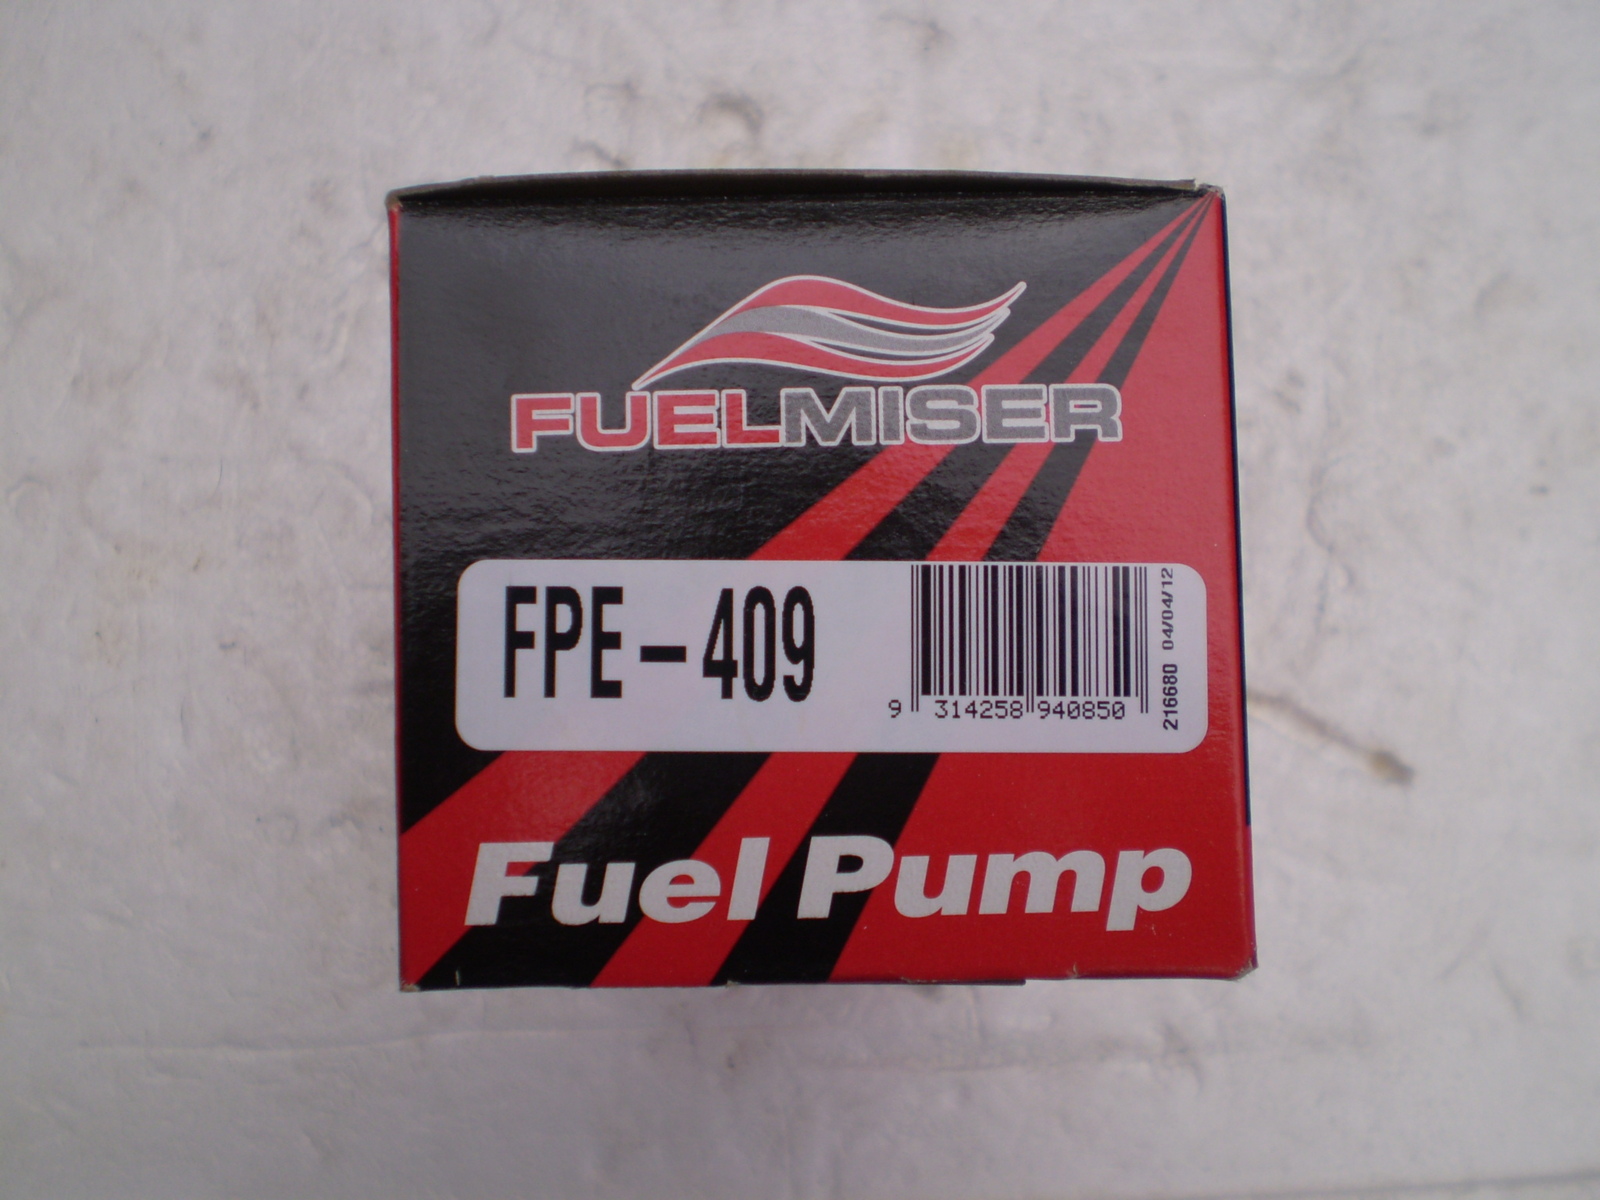 FUELMISER
FPE-409
9 314258 940850
216680 04/04/12
Fuel Pump